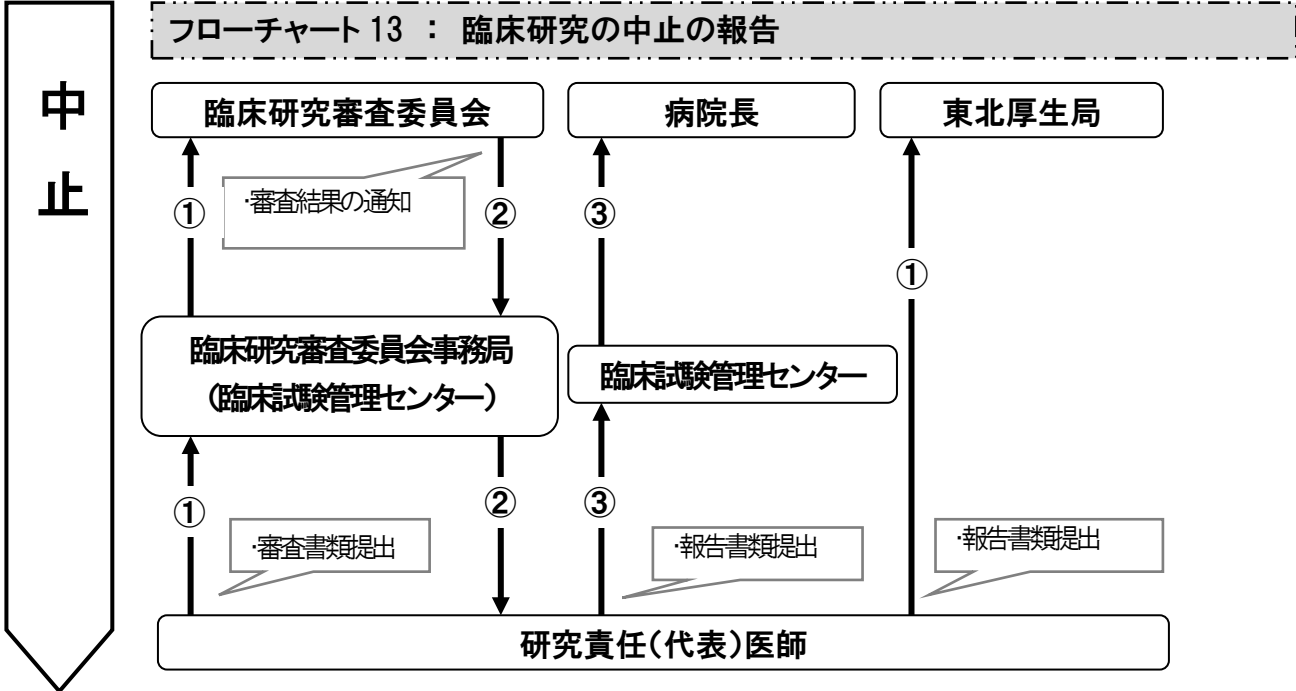 フローチャート 13 ： 臨床研究の中止の報告
中
止
臨床研究審査委員会
病院長
東北厚生局
・審査結果の通知
①
②
③
①
臨床研究審査委員会事務局
（臨床試験管理センター）
臨床試験管理センター
①
②
③
・審査書類提出
・報告書類提出
・報告書類提出
研究責任（代表）医師